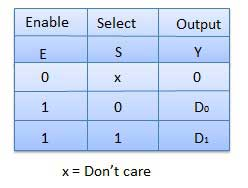 Enable Select Output
E S Y
0 x 0
1 0 D0
1 1 D1
x = Don't care